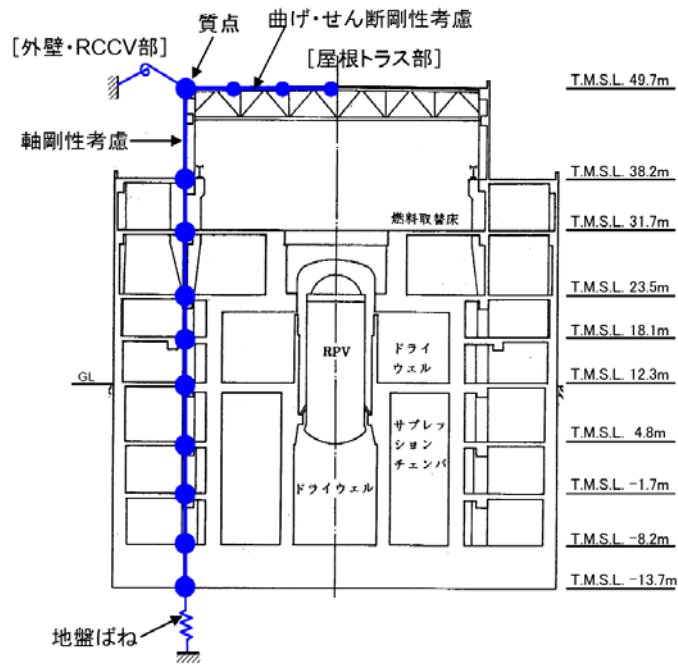 質点
曲げ・せん断剛性考慮
[外壁・RCCV部]
[屋根トラス部]
T.M.S.L. 49.7m
軸剛性考慮
T.M.S.L. 38.2m
燃料取替床
T.M.S.L. 31.7m
T.M.S.L. 23.5m
T.M.S.L. 18.1m
RPV
ドライ
ウェル
GL
T.M.S.L. 12.3m
サプレッ
ション
チェンバ
T.M.S.L. 4.8m
ドライウェル
T.M.S.L. -1.7m
T.M.S.L. -8.2m
T.M.S.L. -13.7m
地盤ばね